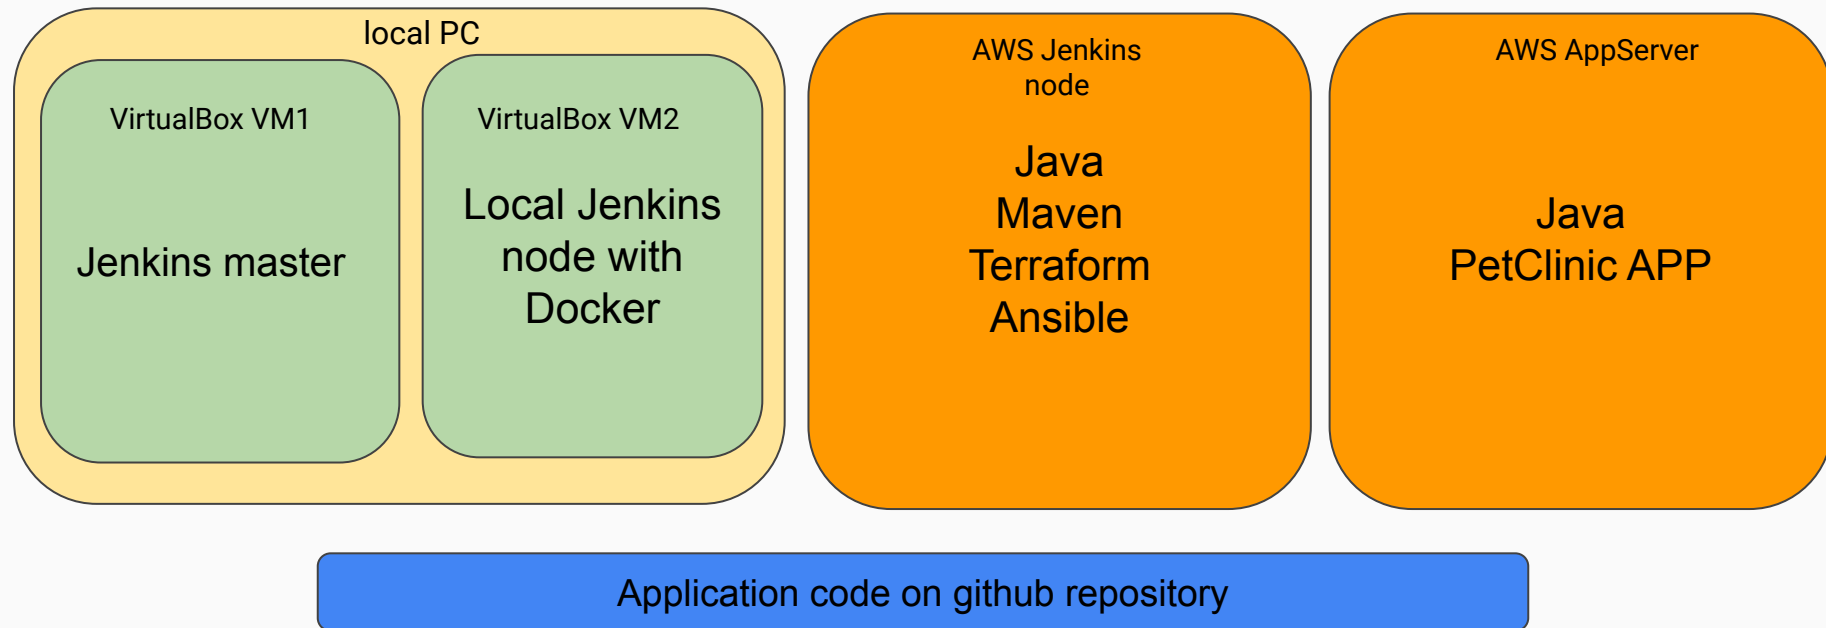 local PC
VirtualBox VM1
Jenkins master
VirtualBox VM2
Local Jenkins
node with
Docker
AWS Jenkins
node
Java
Maven
Terraform
Ansible
AWS AppServer
Java
PetClinic APP
Application code on github repository